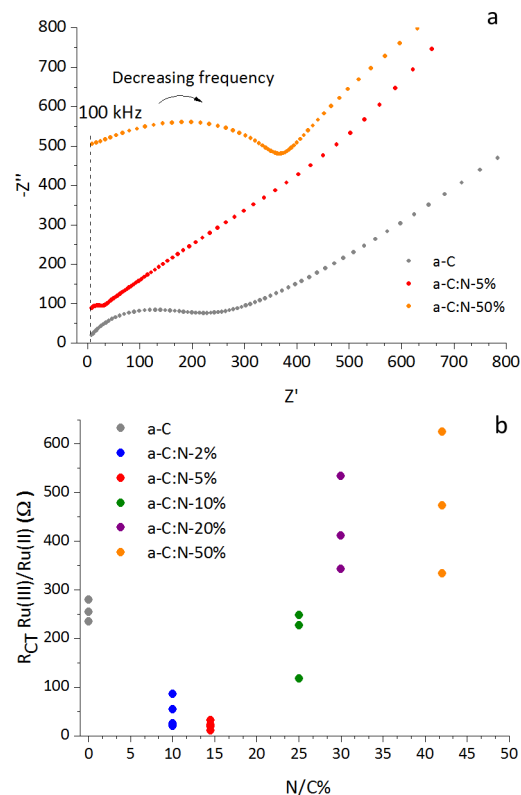 a
800
700
600
500
400
300
200
100
0
-Z''
Decreasing frequency
100 kHz
a-C
a-C:N-5%
a-C:N-50%
0 100 200 300 400 500 600 700 800
Z'
b
600
500
400
300
200
100
0
R_CT Ru(III)/Ru(II) (Ω)
a-C
a-C:N-2%
a-C:N-5%
a-C:N-10%
a-C:N-20%
a-C:N-50%
0 5 10 15 20 25 30 35 40 45 50
N/C%